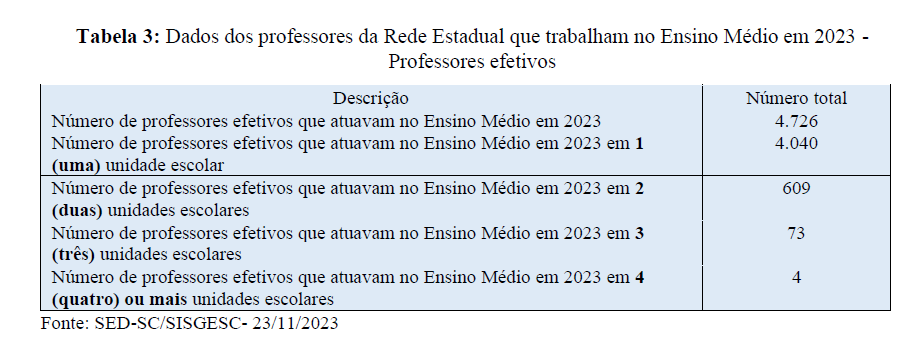 Tabela 3: Dados dos professores da Rede Estadual que trabalham no Ensino Médio em 2023 -
Professores efetivos
Descrição Número total
Número de professores efetivos que atuavam no Ensino Médio em 2023 4.726
Número de professores efetivos que atuavam no Ensino Médio em 2023 em 1 4.040
(uma) unidade escolar
Número de professores efetivos que atuavam no Ensino Médio em 2023 em 2 609
(duas) unidades escolares
Número de professores efetivos que atuavam no Ensino Médio em 2023 em 3 73
(três) unidades escolares
Número de professores efetivos que atuavam no Ensino Médio em 2023 em 4 4
(quatro) ou mais unidades escolares
Fonte: SED-SC/SISGESC- 23/11/2023